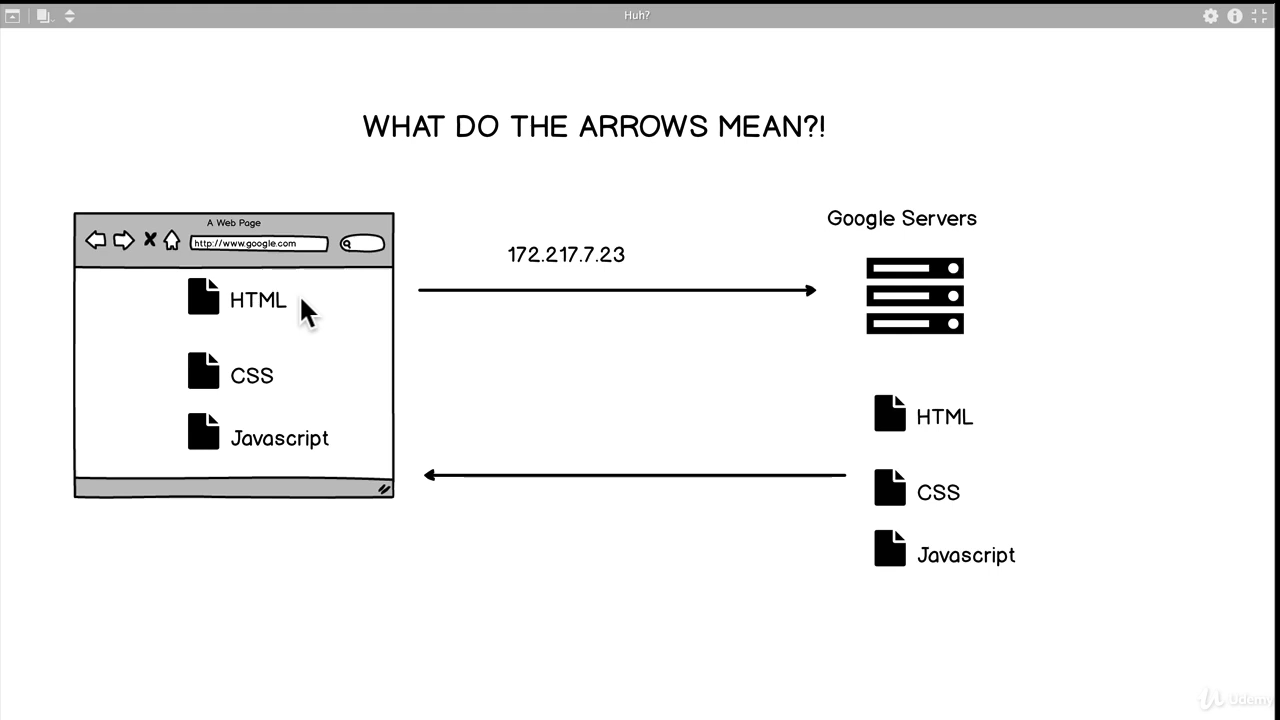 Huh?
WHAT DO THE ARROWS MEAN?!
A Web Page
http://www.google.com
HTML
CSS
Javascript
172.217.7.23
Google Servers
HTML
CSS
Javascript
Udemy